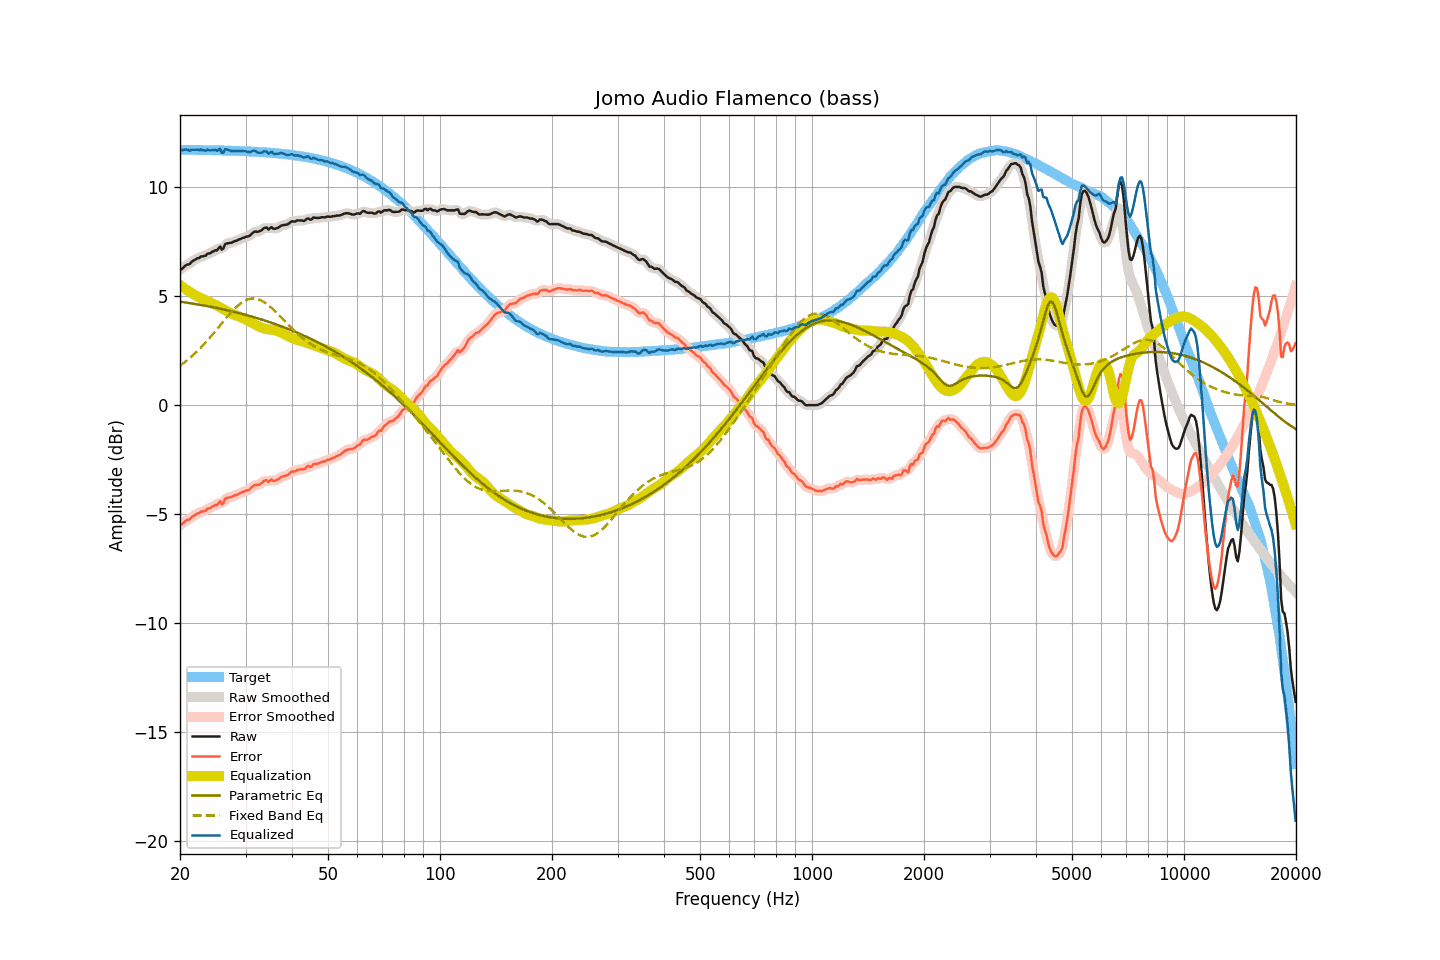 Jomo Audio Flamenco (bass)
Amplitude (dBr)
10
5
0
−5
−10
−15
−20
Target
Raw Smoothed
Error Smoothed
Raw
Error
Equalization
Parametric Eq
Fixed Band Eq
Equalized
20 50 100 200 500 1000 2000 5000 10000 20000
Frequency (Hz)